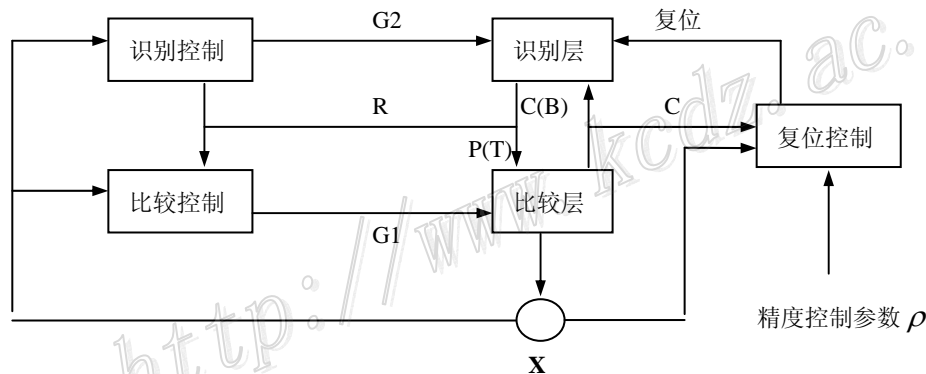 G2
复位
识别控制
识别层
R
C(B)
C
P(T)
复位控制
比较控制
比较层
G1
精度控制参数 ρ
X
http://www.kcdz.ac.